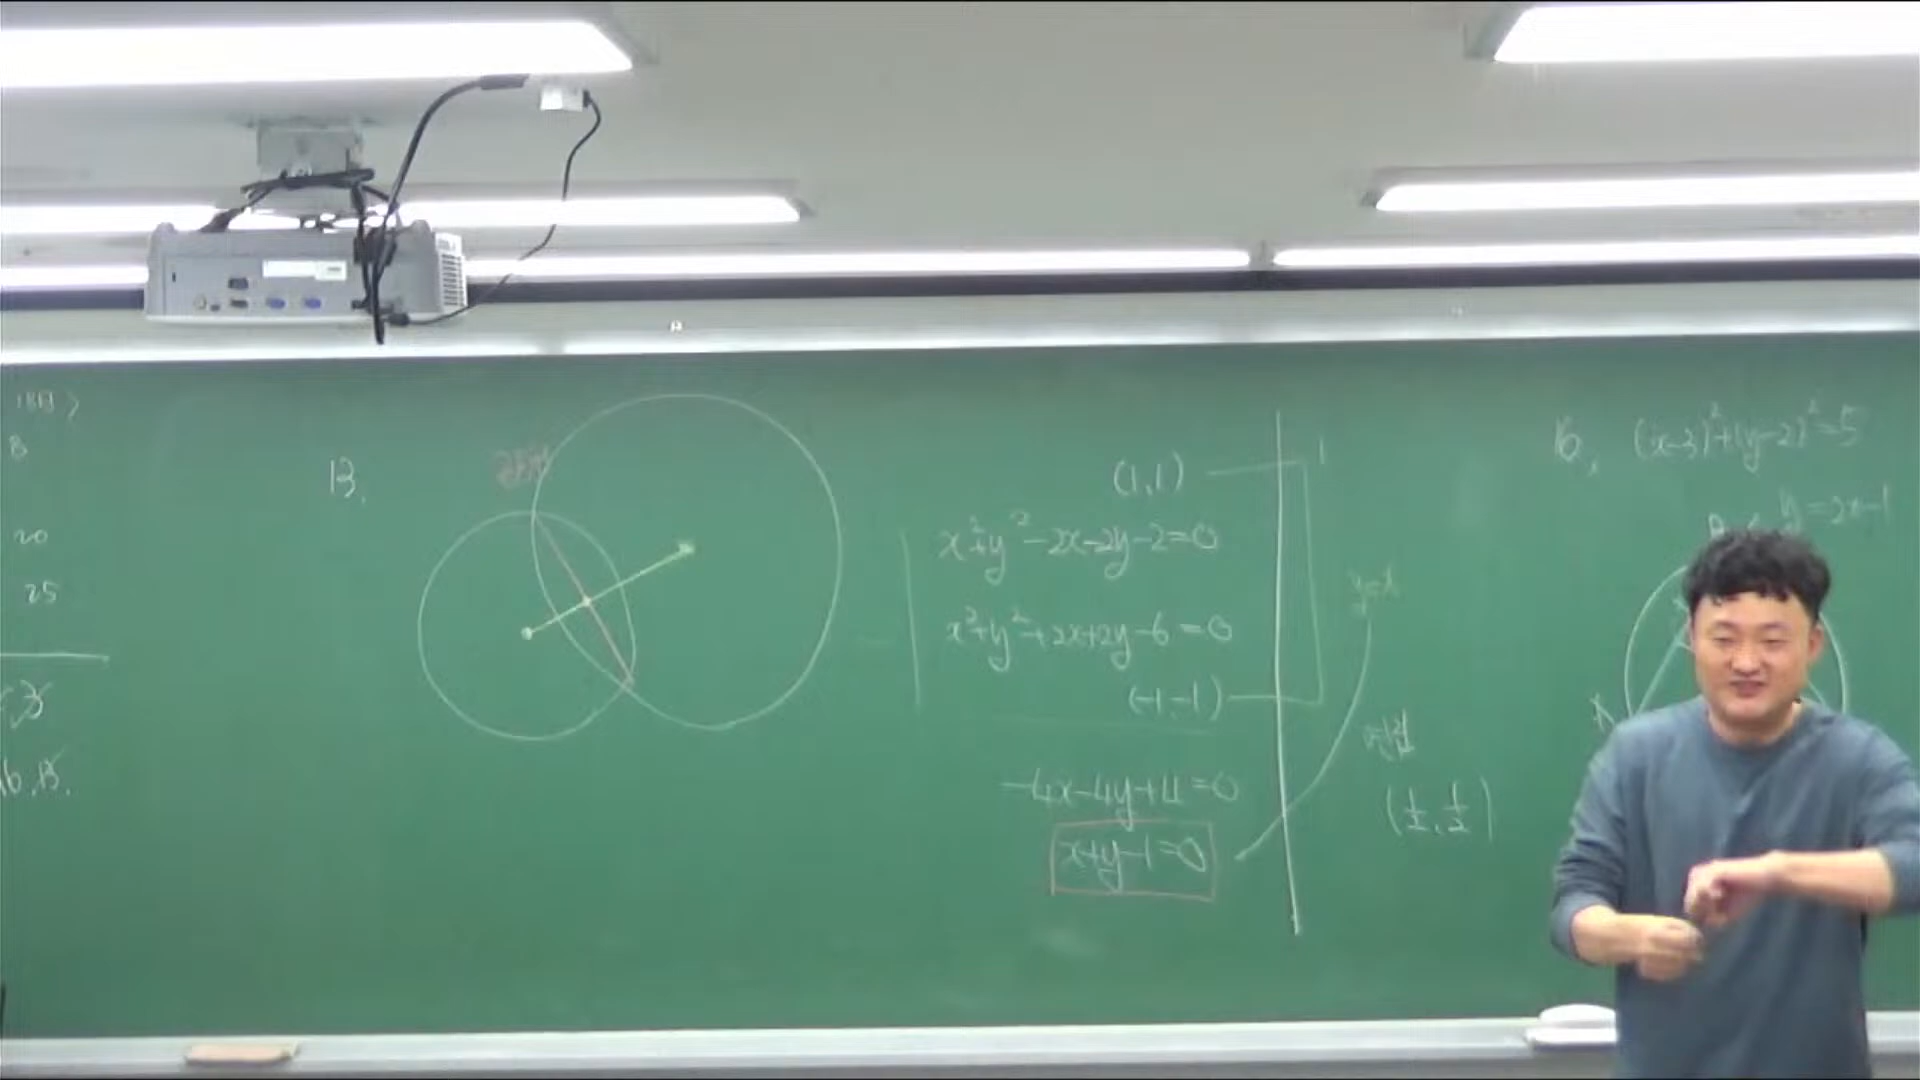 B
20
25
13.
(1,1)
1
x²+y²-2x-2y-2=0
x²+y²+2x+2y-6=0
(-1,-1)
-4x-4y+4=0
x+y-1=0
y=x
(1/2, 1/2)
16, (x-3)²+(y-2)²=5
y=2x-1
A